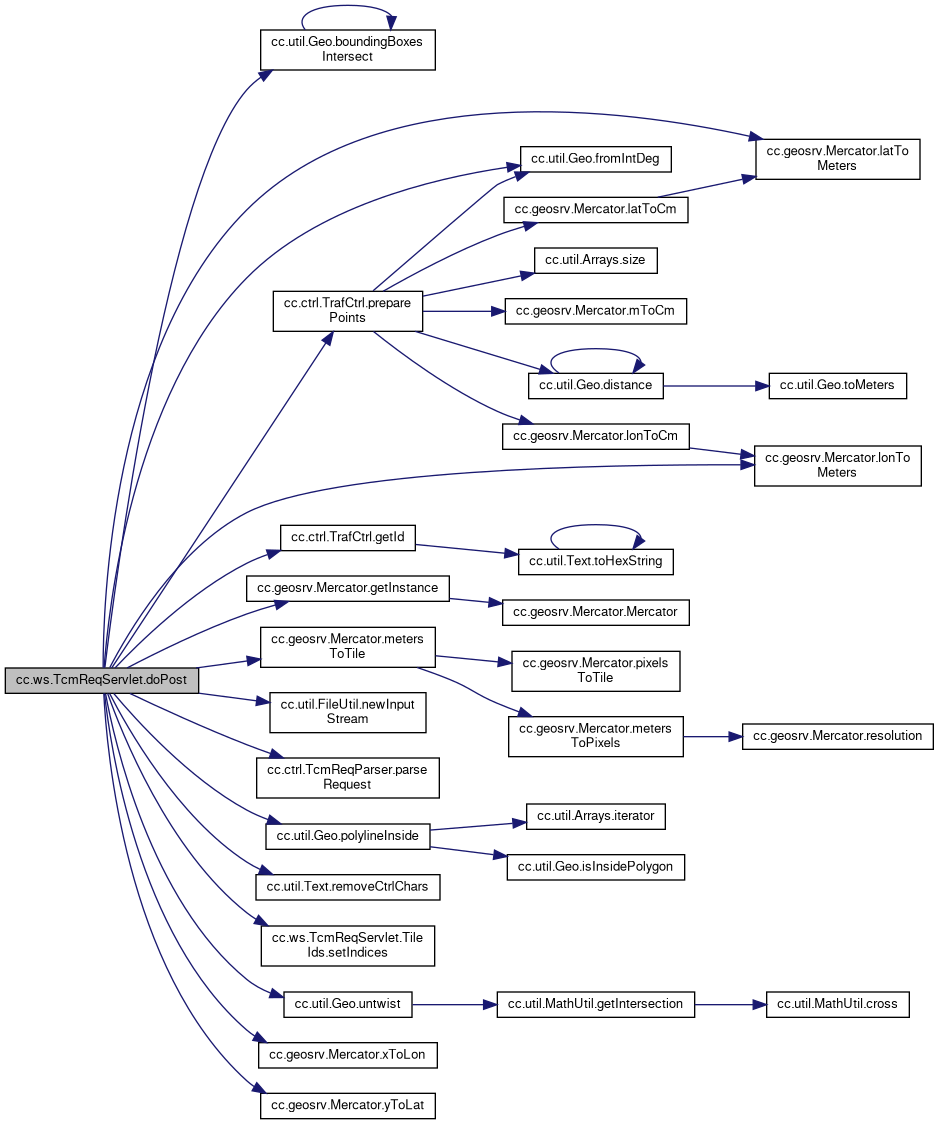 cc.util.Geo.boundingBoxes
Intersect
cc.geosrv.Mercator.latTo
Meters
cc.util.Geo.fromIntDeg
cc.geosrv.Mercator.latToCm
cc.util.Arrays.size
cc.ctrl.TrafCtrl.prepare
Points
cc.geosrv.Mercator.mToCm
cc.util.Geo.distance
cc.util.Geo.toMeters
cc.geosrv.Mercator.lonToCm
cc.geosrv.Mercator.lonTo
Meters
cc.ctrl.TrafCtrl.getId
cc.util.Text.toHexString
cc.geosrv.Mercator.getInstance
cc.geosrv.Mercator.Mercator
cc.geosrv.Mercator.meters
ToTile
cc.geosrv.Mercator.pixels
ToTile
cc.ws.TcmReqServlet.doPost
cc.util.FileUtil.newInput
Stream
cc.geosrv.Mercator.meters
ToPixels
cc.geosrv.Mercator.resolution
cc.ctrl.TcmReqParser.parse
Request
cc.util.Arrays.iterator
cc.util.Geo.polylineInside
cc.util.Geo.isInsidePolygon
cc.util.Text.removeCtrlChars
cc.ws.TcmReqServlet.Tile
Ids.setIndices
cc.util.Geo.untwist
cc.util.MathUtil.getIntersection
cc.util.MathUtil.cross
cc.geosrv.Mercator.xToLon
cc.geosrv.Mercator.yToLat